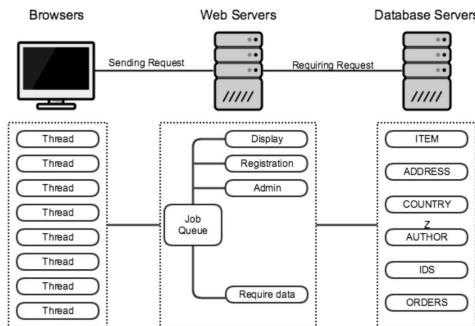 Browsers
Web Servers
Database Servers
Sending Request
Requiring Request
Thread
Thread
Thread
Thread
Thread
Thread
Thread
Thread
Display
Registration
Admin
Job
Queue
Require data
ITEM
ADDRESS
COUNTRY
Z
AUTHOR
IDS
ORDERS